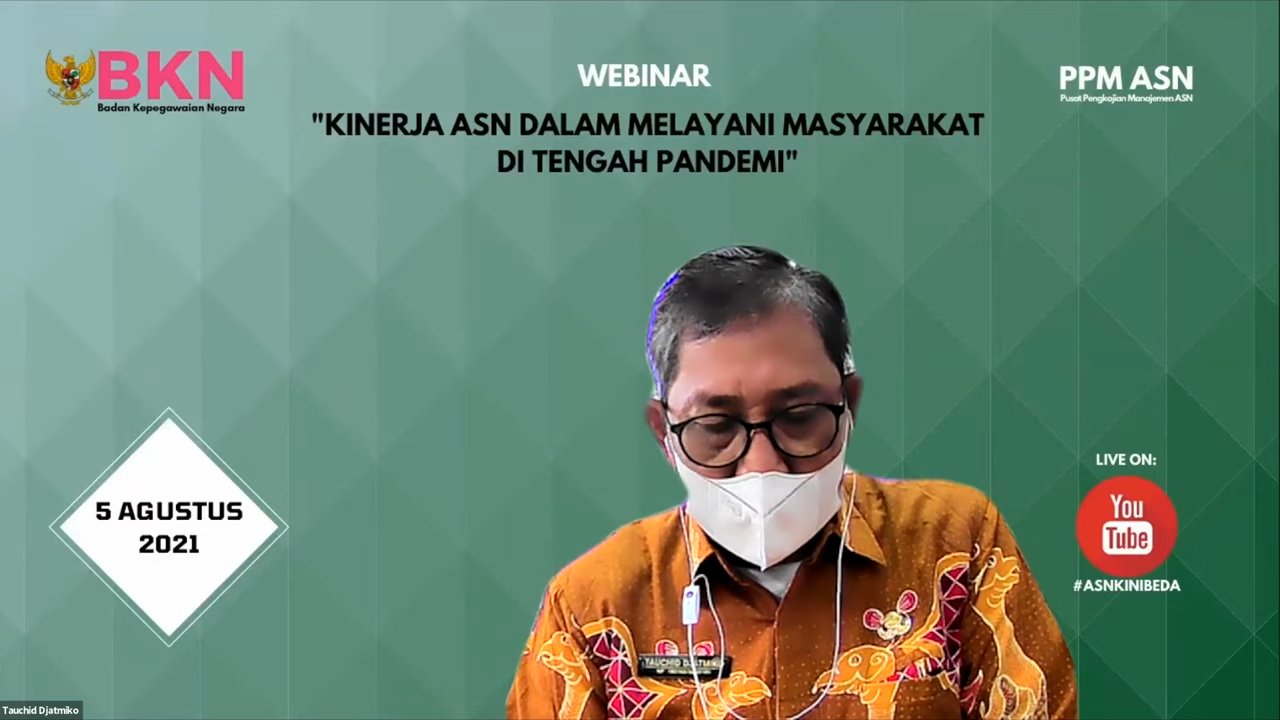 BKN
Badan Kepegawaian Negara
WEBINAR
"KINERJA ASN DALAM MELAYANI MASYARAKAT
DI TENGAH PANDEMI"
PPM ASN
Pusat Pengkajian Manajemen ASN
5 AGUSTUS
2021
LIVE ON:
You
Tube
#ASNKINIBEDA
TAUCHID DJATMIKO
Tauchid Djatmiko